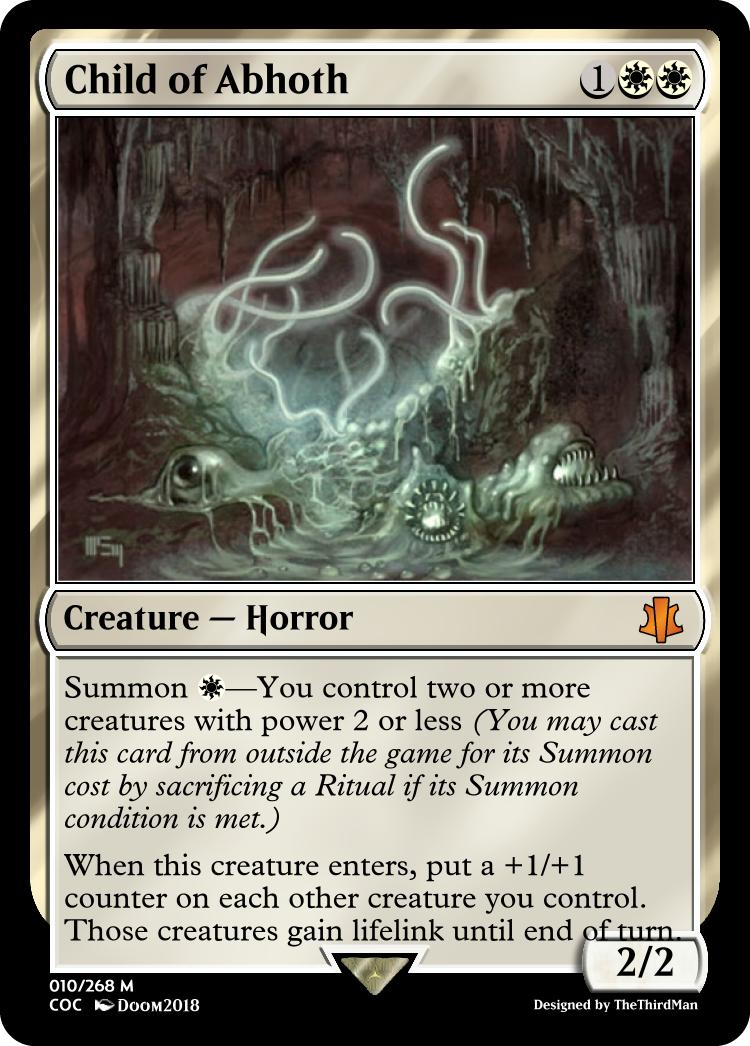 Child of Abhoth 1
Creature — Horror
Summon —You control two or more
creatures with power 2 or less (You may cast
this card from outside the game for its Summon
cost by sacrificing a Ritual if its Summon
condition is met.)
When this creature enters, put a +1/+1
counter on each other creature you control.
Those creatures gain lifelink until end of turn.
2/2
010/268 M
COC Doom2018
Designed by TheThirdMan